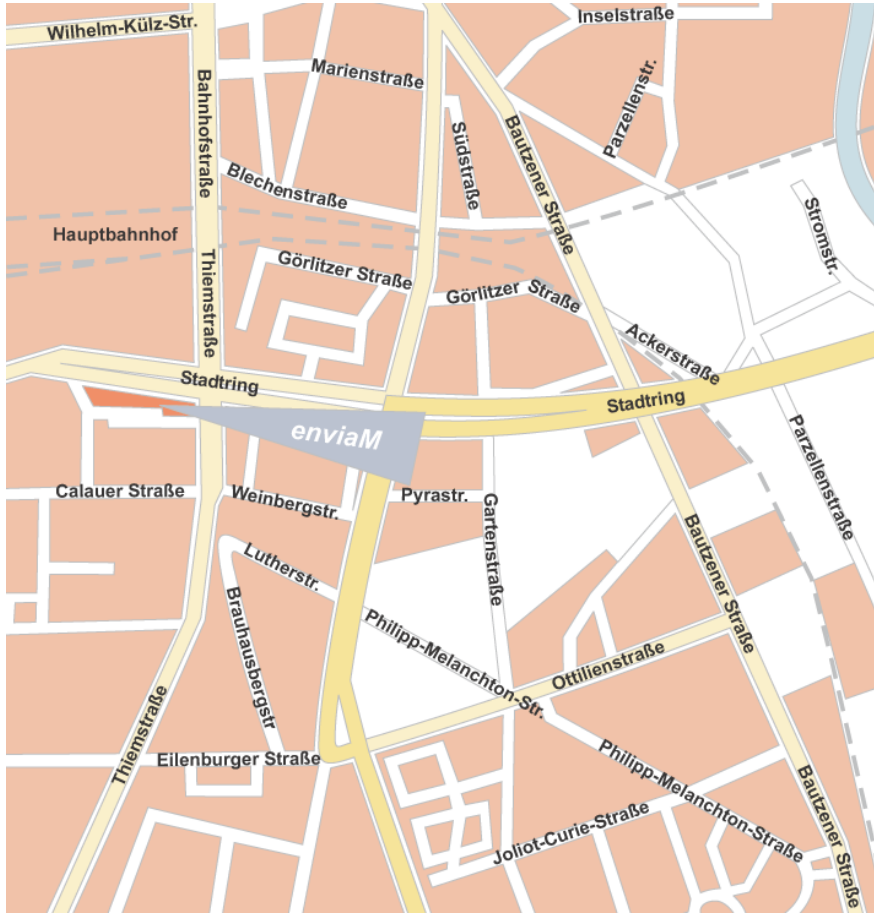 Wilhelm-Külz-Str.
Inselstraße
Marienstraße
Parzellenstr.
Bahnhofstraße
Südstraße
Bautzener Straße
Blechenstraße
Stromstr.
Hauptbahnhof
Thiemstraße
Görlitzer Straße
Görlitzer Straße
Ackerstraße
Stadtring
Stadtring
enviaM
Parzellenstraße
Calauer Straße
Weinbergstr.
Pyrastr.
Gartenstraße
Lutherstr.
Bautzener Straße
Brauhausbergstr
Philipp-Melanchton-Str.
Ottilienstraße
Thiemstraße
Eilenburger Straße
Philipp-Melanchton-Straße
Bautzener Straße
Joliot-Curie-Straße